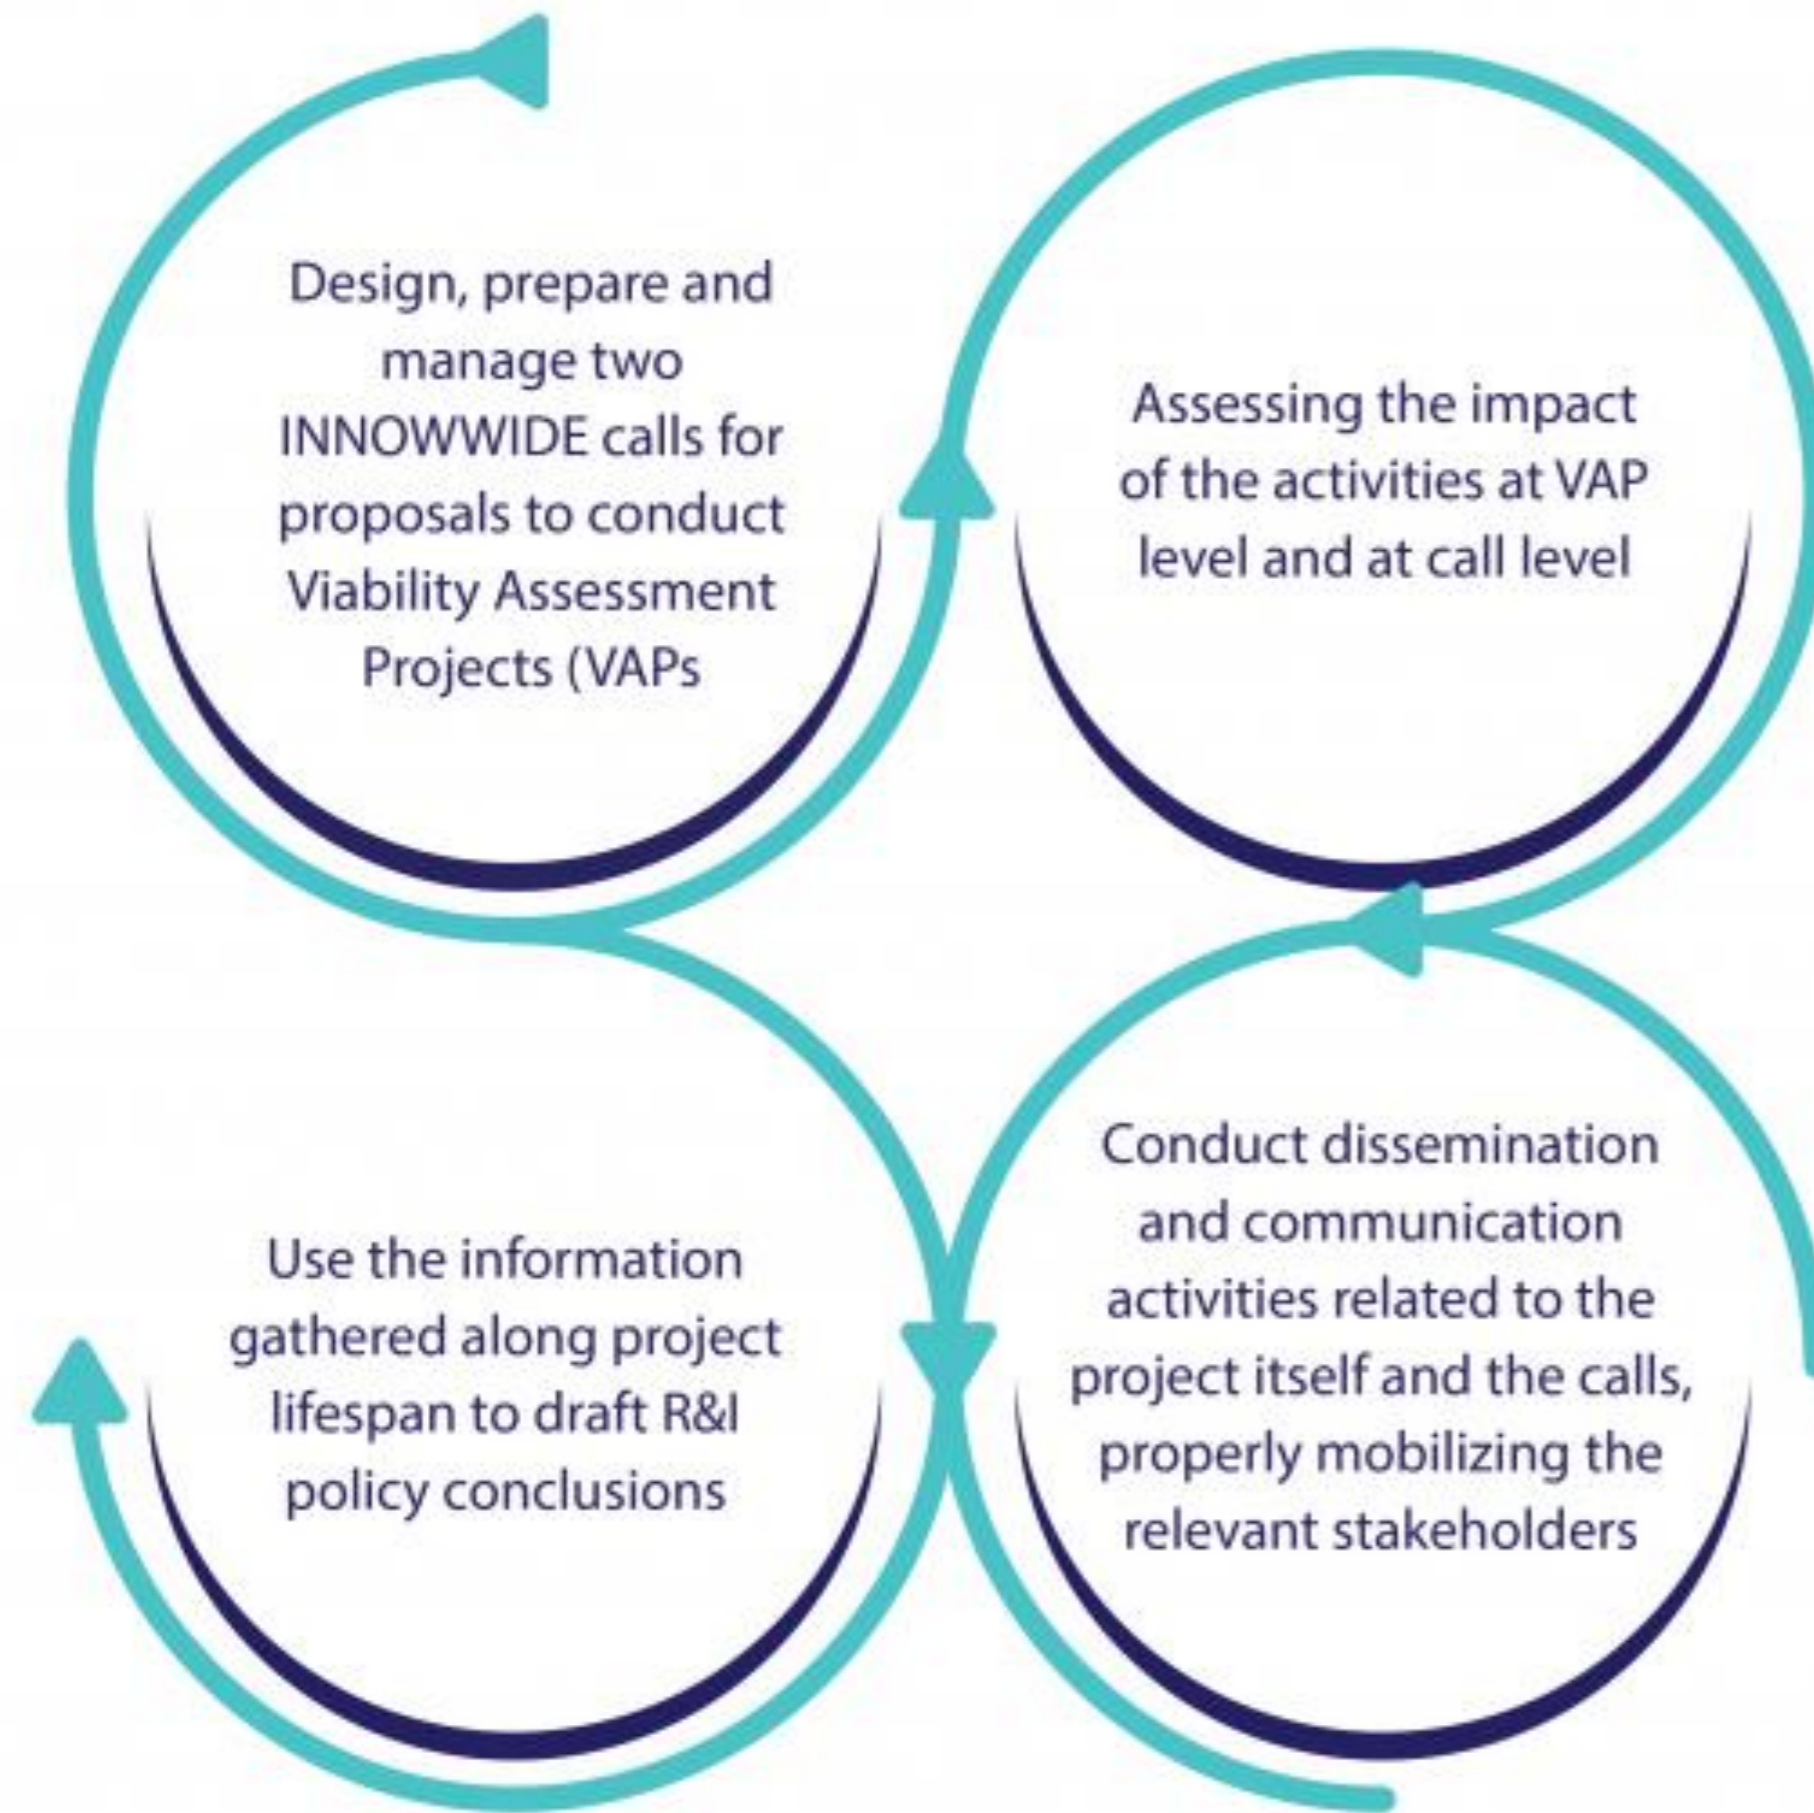 Design, prepare and
manage two
INNOWWIDE calls for
proposals to conduct
Viability Assessment
Projects (VAPs
Assessing the impact
of the activities at VAP
level and at call level
Use the information
gathered along project
lifespan to draft R&I
policy conclusions
Conduct dissemination
and communication
activities related to the
project itself and the calls,
properly mobilizing the
relevant stakeholders